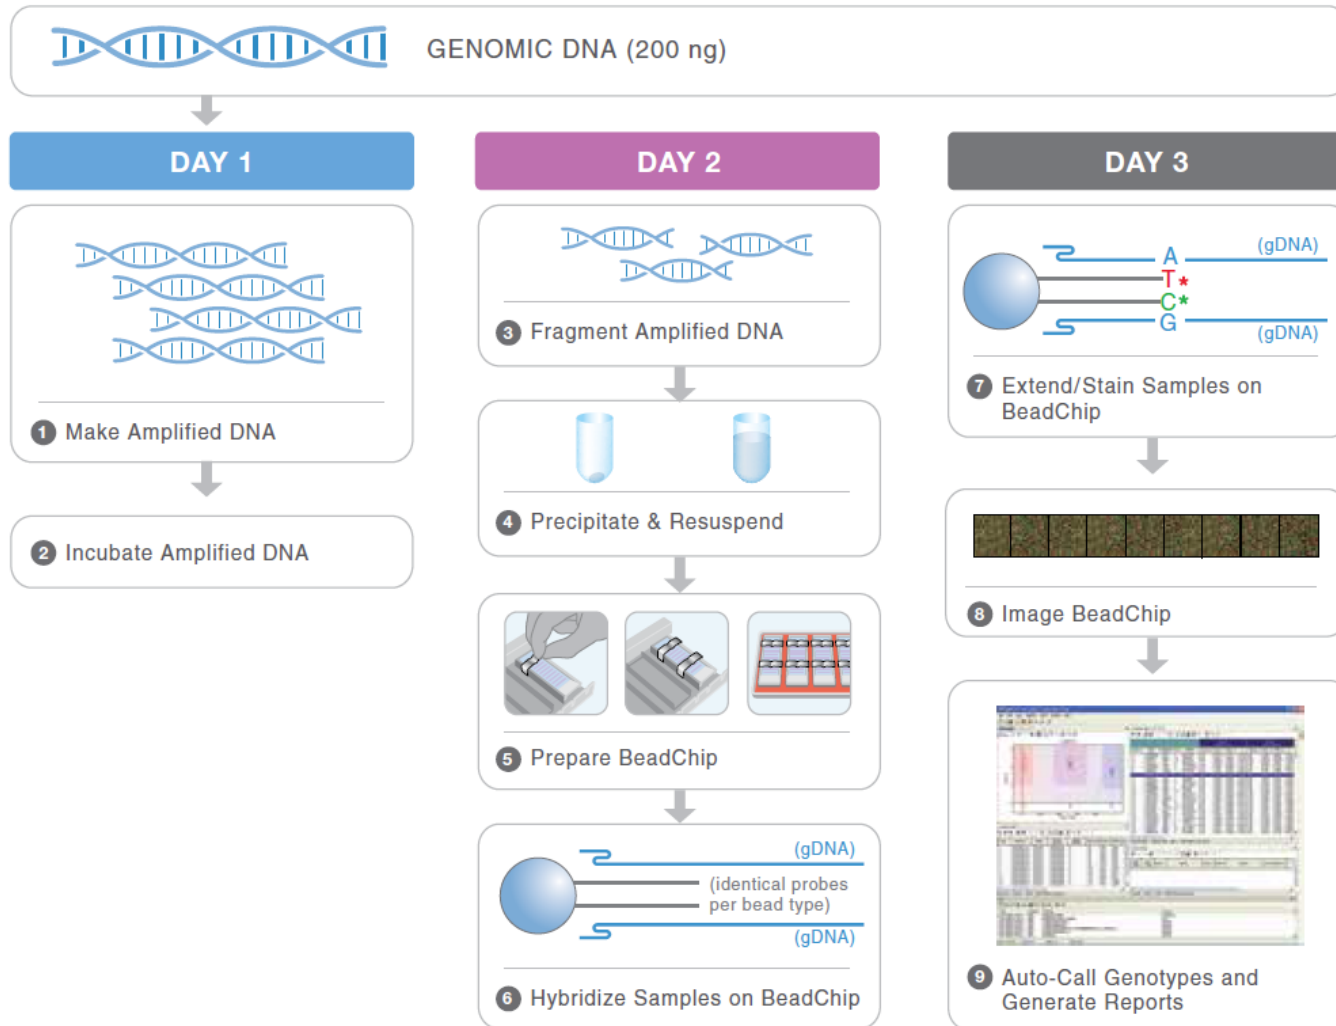 GENOMIC DNA (200 ng)
DAY 1
1 Make Amplified DNA
2 Incubate Amplified DNA
DAY 2
3 Fragment Amplified DNA
4 Precipitate & Resuspend
5 Prepare BeadChip
(gDNA)
(identical probes
per bead type)
(gDNA)
6 Hybridize Samples on BeadChip
DAY 3
A (gDNA)
T*
C*
G (gDNA)
7 Extend/Stain Samples on
BeadChip
8 Image BeadChip
9 Auto-Call Genotypes and
Generate Reports